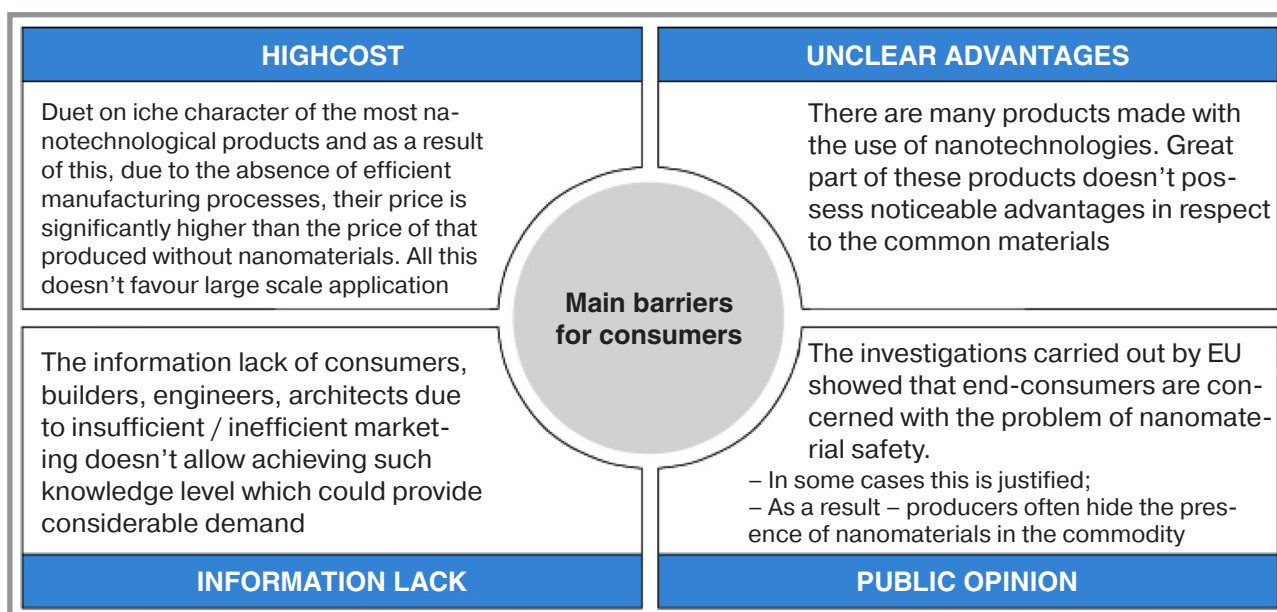 HIGHCOST
Duet on iche character of the most na-
notechnological products and as a result
of this, due to the absence of efficient
manufacturing processes, their price is
significantly higher than the price of that
produced without nanomaterials. All this
doesn’t favour large scale application
UNCLEAR ADVANTAGES
There are many products made with
the use of nanotechnologies. Great
part of these products doesn’t pos-
sess noticeable advantages in respect
to the common materials
Main barriers
for consumers
The information lack of consumers,
builders, engineers, architects due
to insufficient / inefficient market-
ing doesn’t allow achieving such
knowledge level which could provide
considerable demand
INFORMATION LACK
The investigations carried out by EU
showed that end-consumers are con-
cerned with the problem of nanomate-
rial safety.
– In some cases this is justified;
– As a result – producers often hide the pres-
ence of nanomaterials in the commodity
PUBLIC OPINION